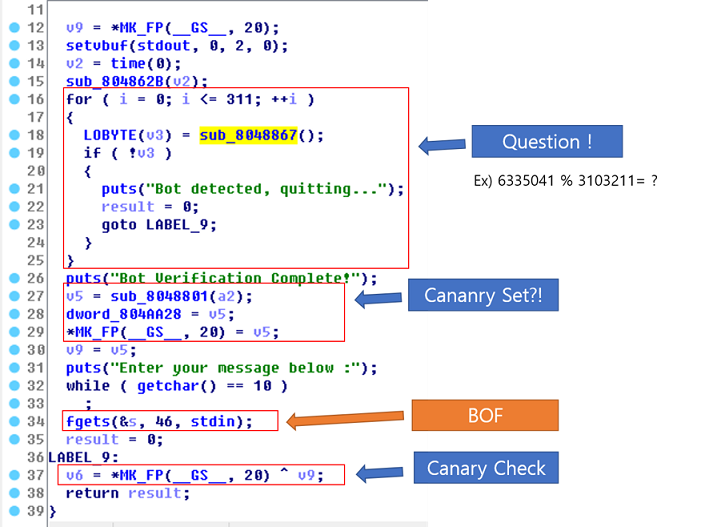 11
12 v9 = *MK_FP(__GS__, 20);
13 setvbuf(stdout, 0, 2, 0);
14 v2 = time(0);
15 sub_804862B(v2);
16 for ( i = 0; i <= 311; ++i )
17 {
18 LOBYTE(v3) = sub_8048867();
19 if ( !v3 )
20 {
21 puts("Bot detected, quitting...");
22 result = 0;
23 goto LABEL_9;
24 }
25 }
26 puts("Bot Verification Complete!");
27 v5 = sub_8048801(a2);
28 dword_804AA28 = v5;
29 *MK_FP(__GS__, 20) = v5;
30 v9 = v5;
31 puts("Enter your message below :");
32 while ( getchar() == 10 )
33 ;
34 fgets(&s, 46, stdin);
35 result = 0;
36 LABEL_9:
37 v6 = *MK_FP(__GS__, 20) ^ v9;
38 return result;
39 }
Question !
Ex) 6335041 % 3103211= ?
Cananry Set?!
BOF
Canary Check